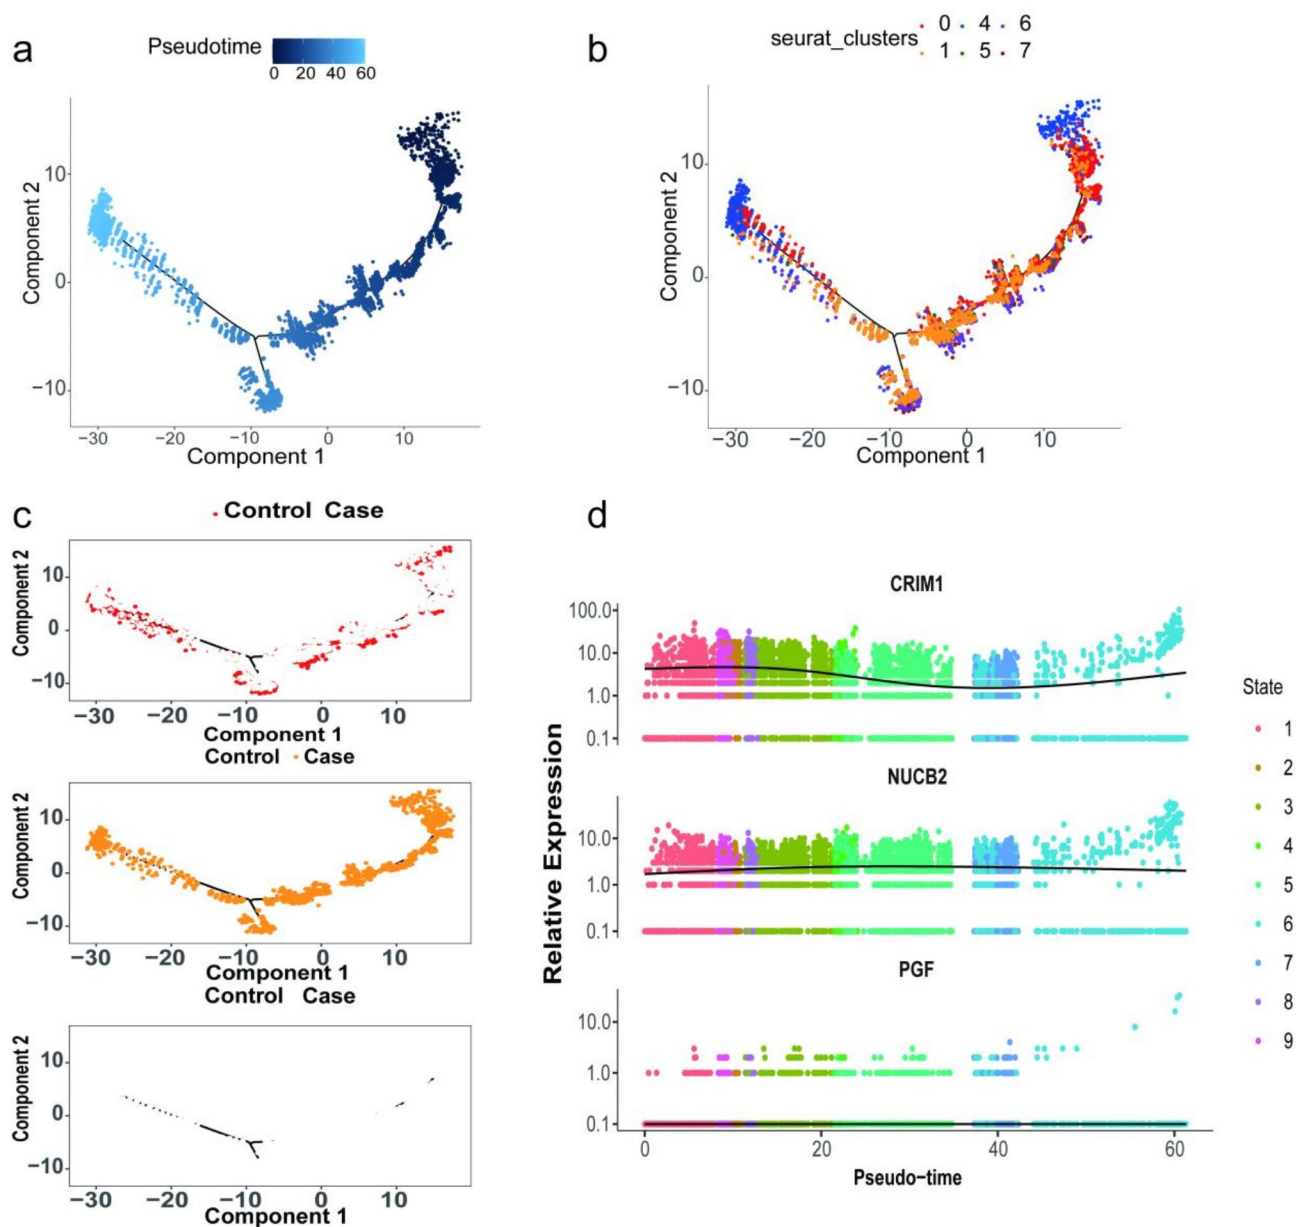 a
Pseudotime
0 20 40 60
Component 2
10
0
−10
−30 −20 −10 0 10
Component 1
b
seurat_clusters
0 4 6
1 5 7
Component 2
10
0
−10
−30 −20 −10 0 10
Component 1
c
Control Case
Component 2
10
0
−10
−30 −20 −10 0 10
Component 1
Control Case
Component 2
10
0
−10
−30 −20 −10 0 10
Component 1
Control Case
Component 2
10
0
−10
−30 −20 −10 0 10
Component 1
d
Relative Expression
CRIM1
100.0
10.0
1.0
0.1
NUCB2
10.0
1.0
0.1
PGF
10.0
1.0
0.1
0 20 40 60
Pseudo−time
State
1
2
3
4
5
6
7
8
9